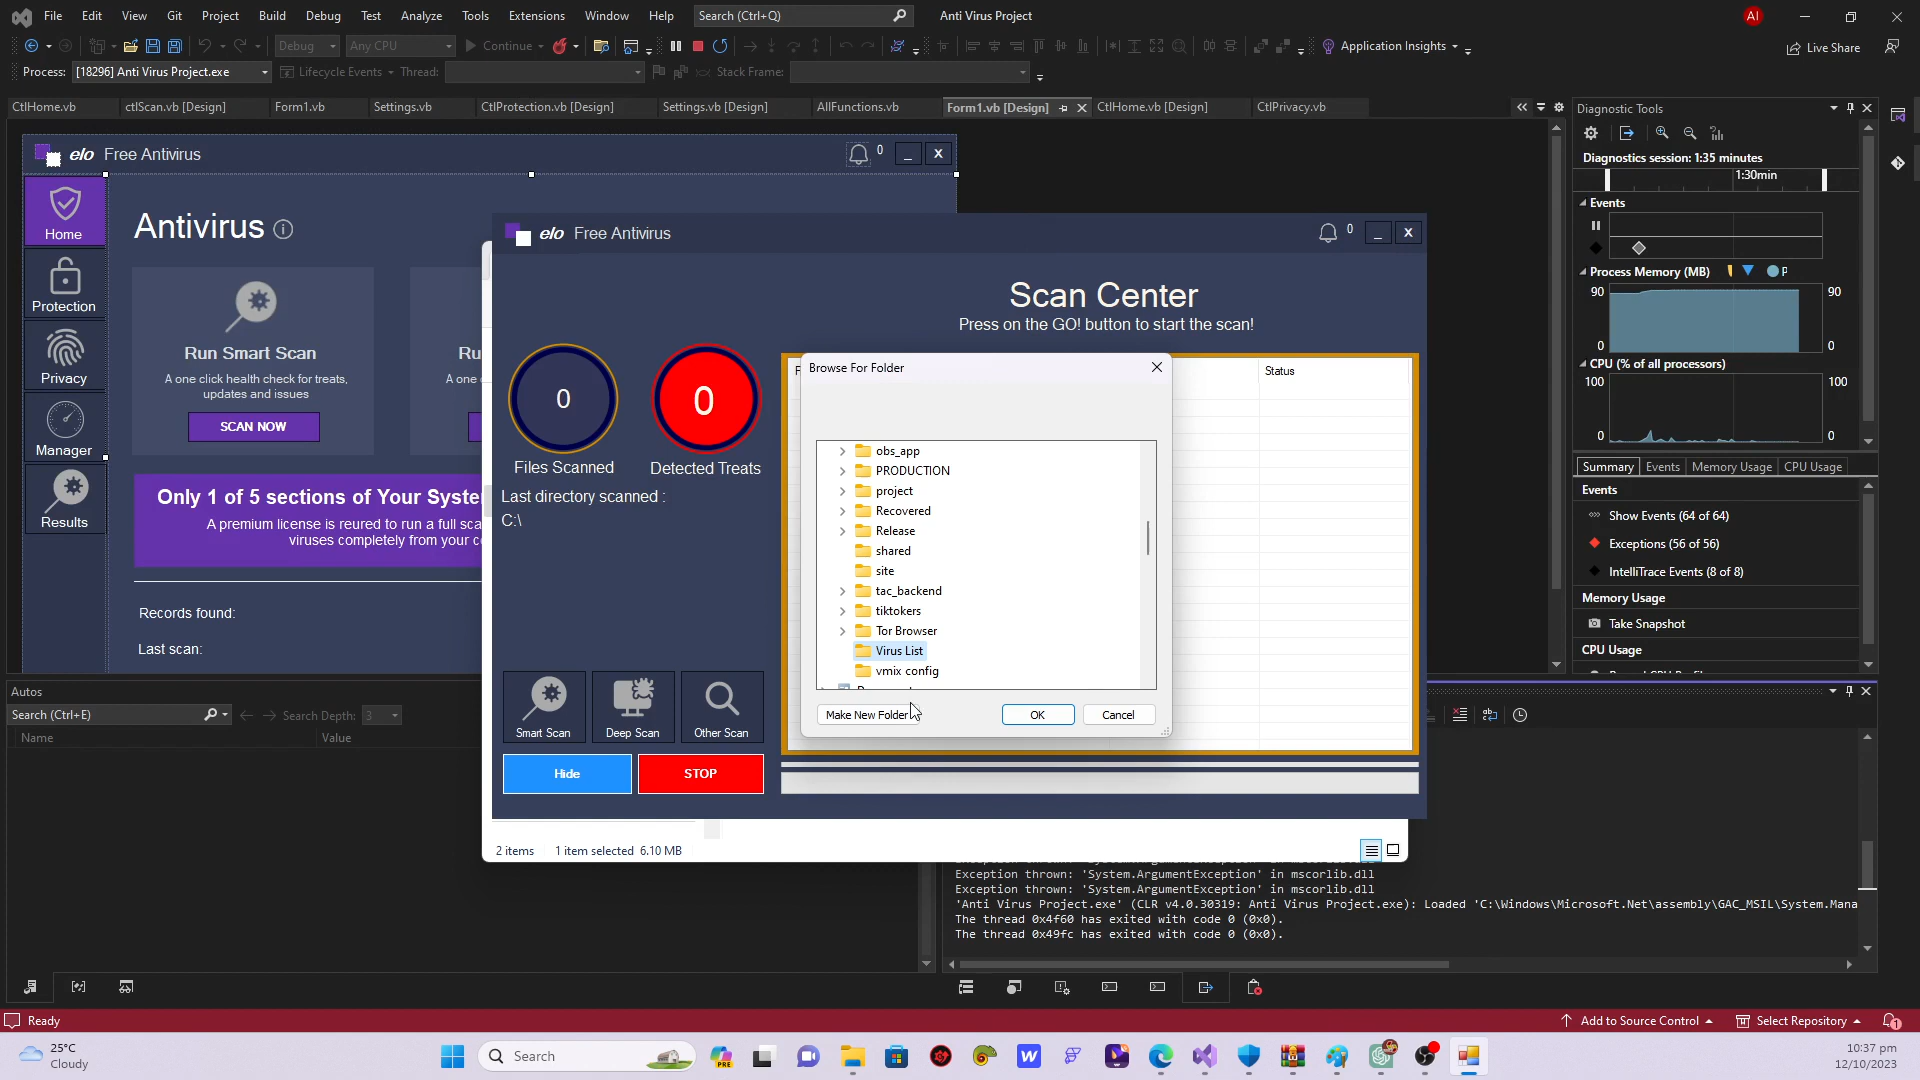 File Edit View Git Project Build Debug Test Analyze Tools Extensions Window Help Search (Ctrl+Q) Anti Virus Project AI
Debug Any CPU Continue Application Insights Live Share
Process: [18296] Anti Virus Project.exe Lifecycle Events Thread: Stack Frame:
CtlHome.vb ctlScan.vb [Design] Form1.vb Settings.vb CtlProtection.vb [Design] Settings.vb [Design] AllFunctions.vb Form1.vb [Design] CtlHome.vb [Design] CtlPrivacy.vb
elo Free Antivirus 0 _ X
Home
Protection
Privacy
Manager
Results
Antivirus
Run Smart Scan
A one click health check for treats,
updates and issues
SCAN NOW
Ru
A one
Only 1 of 5 sections of Your Syste
A premium license is reured to run a full sca
viruses completely from your c
Records found:
Last scan:
elo Free Antivirus 0 _ X
Scan Center
Press on the GO! button to start the scan!
0
Files Scanned
0
Detected Treats
Last directory scanned :
C:\
Smart Scan
Deep Scan
Other Scan
Hide
STOP
Status
Browse For Folder
obs_app
PRODUCTION
project
Recovered
Release
shared
site
tac_backend
tiktokers
Tor Browser
Virus List
vmix config
Make New Folder OK Cancel
2 items 1 item selected 6.10 MB
Diagnostic Tools
Diagnostics session: 1:35 minutes
1:30min
Events
Process Memory (MB) P
90 90
0 0
CPU (% of all processors)
100 100
0 0
Summary Events Memory Usage CPU Usage
Events
Show Events (64 of 64)
Exceptions (56 of 56)
IntelliTrace Events (8 of 8)
Memory Usage
Take Snapshot
CPU Usage
Autos
Search (Ctrl+E) Search Depth: 3
Name Value
Exception thrown: 'System.ArgumentException' in mscorlib.dll
Exception thrown: 'System.ArgumentException' in mscorlib.dll
'Anti Virus Project.exe' (CLR v4.0.30319: Anti Virus Project.exe): Loaded 'C:\Windows\Microsoft.Net\assembly\GAC_MSIL\System.Mana
The thread 0x4f60 has exited with code 0 (0x0).
The thread 0x49fc has exited with code 0 (0x0).
Ready Add to Source Control Select Repository 1
25°C
Cloudy
Search
PRE
W
10:37 pm
12/10/2023